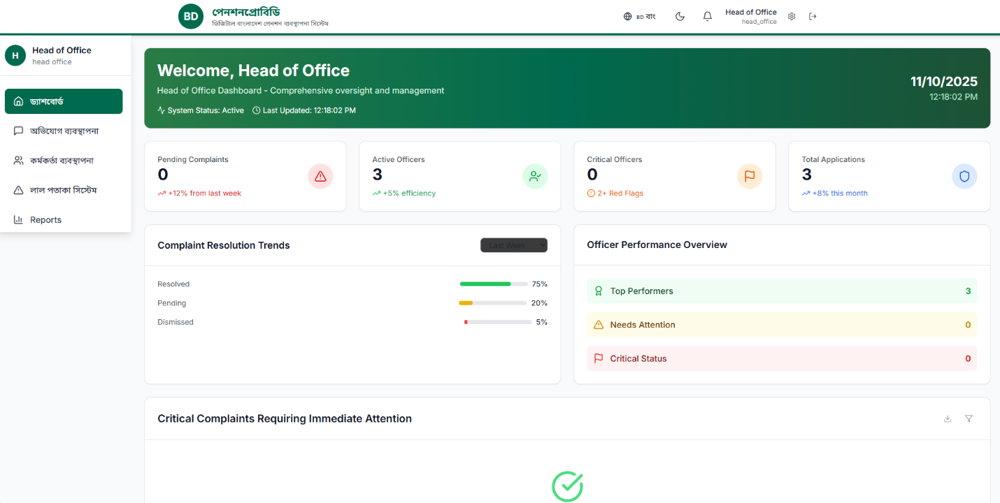 BD
পেনশনপ্রোবিডি
ডিজিটাল বাংলাদেশ পেনশন ব্যবস্থাপনা সিস্টেম
BD বাং
Head of Office
head_office
H
Head of Office
head office
ড্যাশবোর্ড
অভিযোগ ব্যবস্থাপনা
কর্মকর্তা ব্যবস্থাপনা
লাল পতাকা সিস্টেম
Reports
Welcome, Head of Office
Head of Office Dashboard - Comprehensive oversight and management
System Status: Active Last Updated: 12:18:02 PM
11/10/2025
12:18:02 PM
Pending Complaints
0
+12% from last week
Active Officers
3
+5% efficiency
Critical Officers
0
2+ Red Flags
Total Applications
3
+8% this month
Complaint Resolution Trends
Last Week
Resolved 75%
Pending 20%
Dismissed 5%
Officer Performance Overview
Top Performers 3
Needs Attention 0
Critical Status 0
Critical Complaints Requiring Immediate Attention